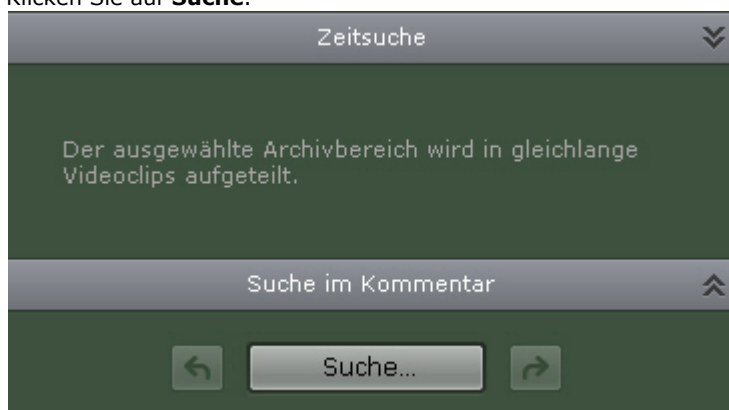 Klicken Sie auf Suche.
Zeitsuche
Der ausgewählte Archivbereich wird in gleichlange
Videoclips aufgeteilt.
Suche im Kommentar
Suche...